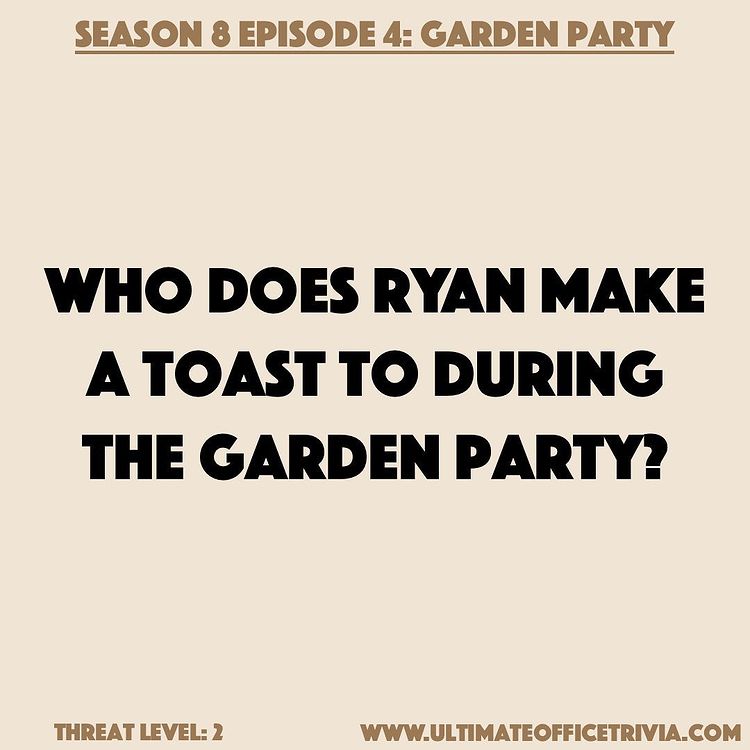 SEASON 8 EPISODE 4: GARDEN PARTY
WHO DOES RYAN MAKE
A TOAST TO DURING
THE GARDEN PARTY?
THREAT LEVEL: 2
WWW.ULTIMATEOFFICETRIVIA.COM